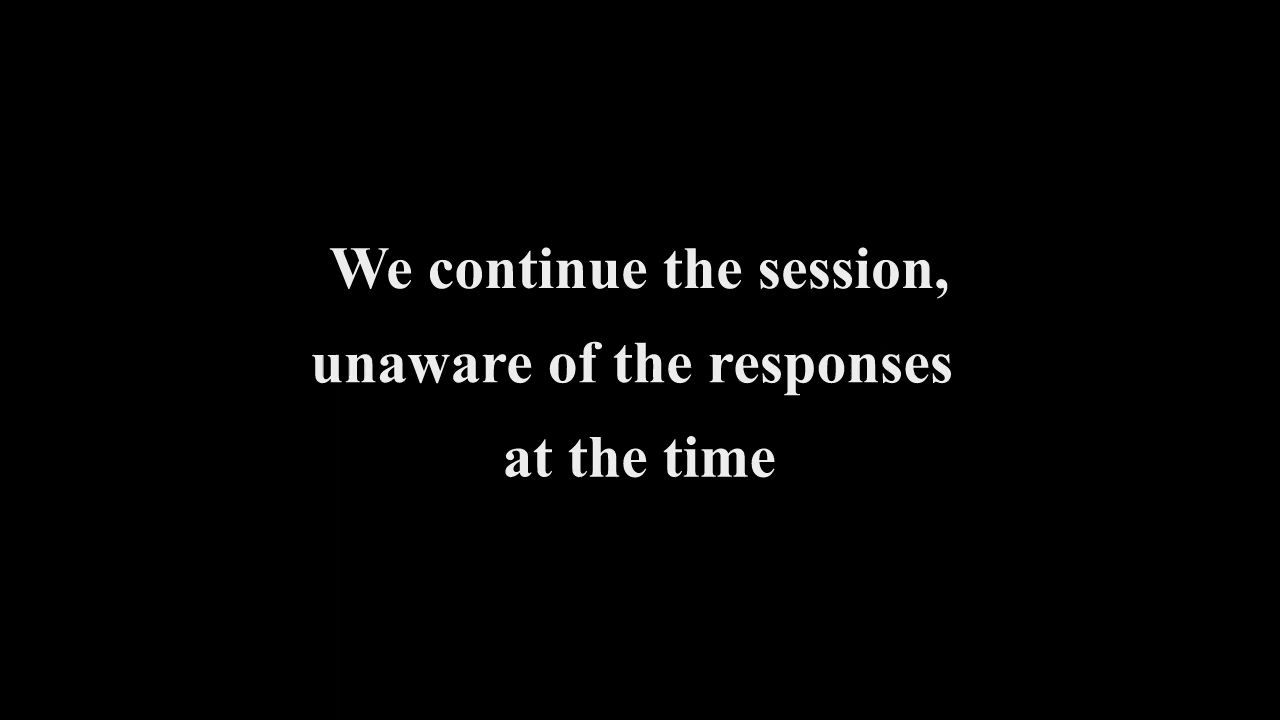 We continue the session,
unaware of the responses
at the time